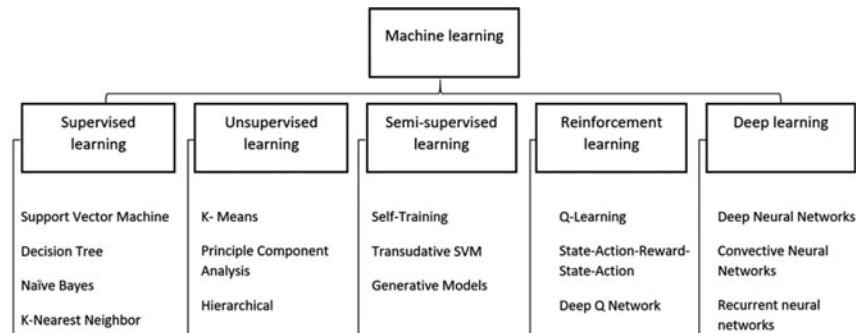 Machine learning
Supervised
learning
Unsupervised
learning
Semi-supervised
learning
Reinforcement
learning
Deep learning
Support Vector Machine
Decision Tree
Naïve Bayes
K-Nearest Neighbor
K- Means
Principle Component
Analysis
Hierarchical
Self-Training
Transudative SVM
Generative Models
Q-Learning
State-Action-Reward-
State-Action
Deep Q Network
Deep Neural Networks
Convective Neural
Networks
Recurrent neural
networks